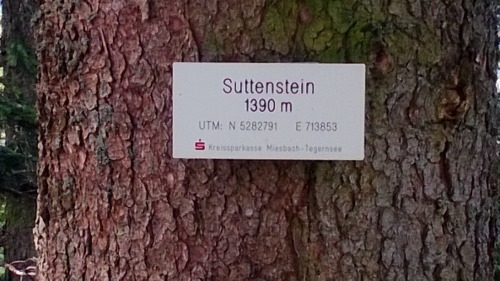 Suttenstein
1390 m
UTM: N 5282791 E 713853
Kreissparkasse Miesbach-Tegernsee